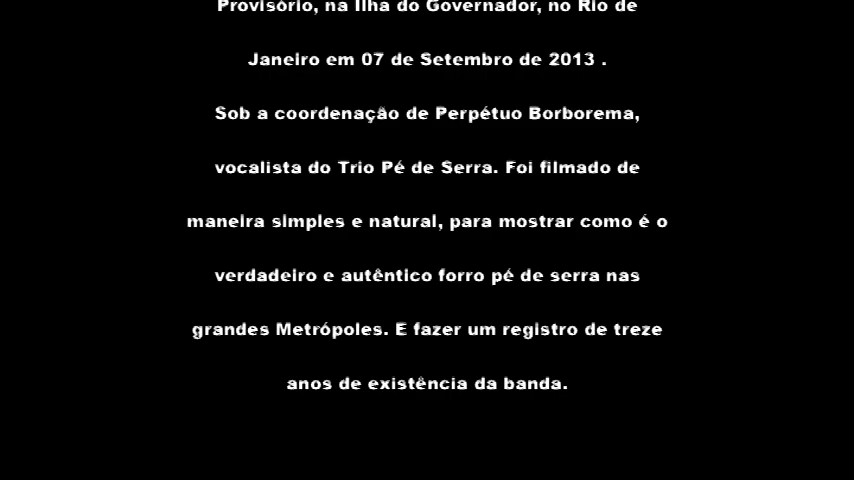 Provisório, na Ilha do Governador, no Rio de
Janeiro em 07 de Setembro de 2013 .
Sob a coordenação de Perpétuo Borborema,
vocalista do Trio Pé de Serra. Foi filmado de
maneira simples e natural, para mostrar como é o
verdadeiro e autêntico forro pé de serra nas
grandes Metrópoles. E fazer um registro de treze
anos de existência da banda.